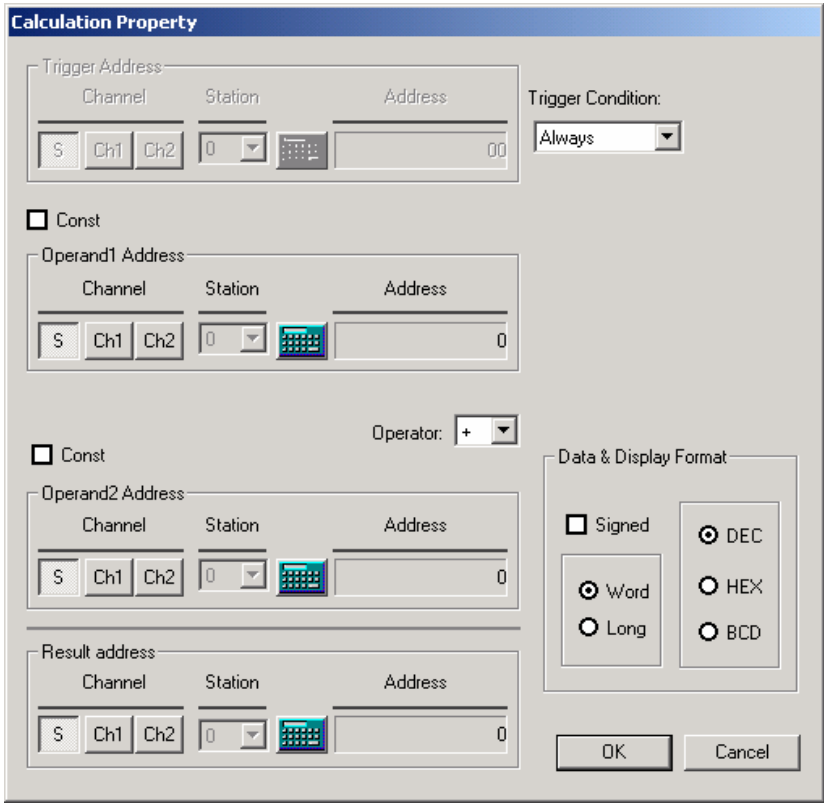 Calculation Property
Trigger Address
Channel Station Address
S Ch1 Ch2 0 00
Trigger Condition:
Always
Const
Operand1 Address
Channel Station Address
S Ch1 Ch2 0 0
Operator: +
Const
Operand2 Address
Channel Station Address
S Ch1 Ch2 0 0
Result address
Channel Station Address
S Ch1 Ch2 0 0
Data & Display Format
Signed
Word
Long
DEC
HEX
BCD
OK Cancel